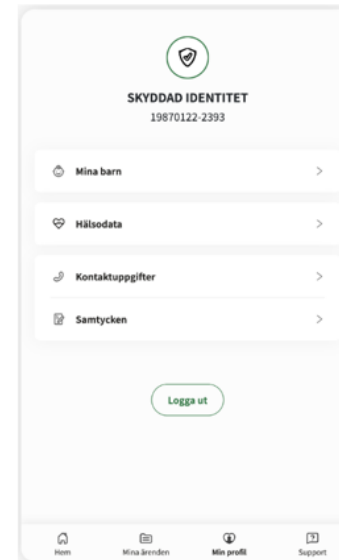 SKYDDAD IDENTITET
19870122-2393
Mina barn
Hälsodata
Kontaktuppgifter
Samtycken
Logga ut
Hem Mina ärenden Min profil Support